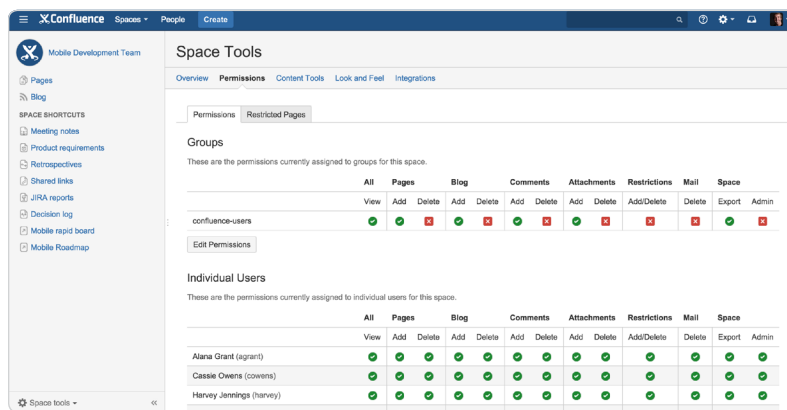 Confluence Spaces People Create
Mobile Development Team
Pages
Blog
SPACE SHORTCUTS
Meeting notes
Product requirements
Retrospectives
Shared links
JIRA reports
Decision log
Mobile rapid board
Mobile Roadmap
Space tools
Space Tools
Overview Permissions Content Tools Look and Feel Integrations
Permissions Restricted Pages
Groups
These are the permissions currently assigned to groups for this space.
All Pages Blog Comments Attachments Restrictions Mail Space
View Add Delete Add Delete Add Delete Add Delete Add/Delete Delete Export Admin
confluence-users
Edit Permissions
Individual Users
These are the permissions currently assigned to individual users for this space.
All Pages Blog Comments Attachments Restrictions Mail Space
View Add Delete Add Delete Add Delete Add Delete Add/Delete Delete Export Admin
Alana Grant (agrant)
Cassie Owens (cowens)
Harvey Jennings (harvey)